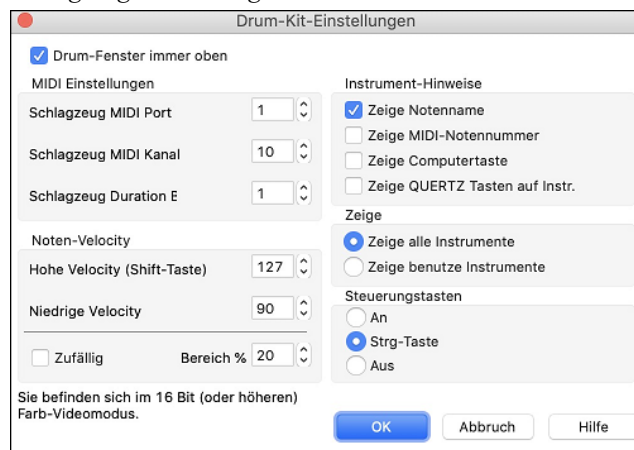 Drum-Kit-Einstellungen
Drum-Fenster immer oben
MIDI Einstellungen
Schlagzeug MIDI Port
1
Schlagzeug MIDI Kanal
10
Schlagzeug Duration E
1
Noten-Velocity
Hohe Velocity (Shift-Taste)
127
Niedrige Velocity
90
Zufällig
Bereich %
20
Sie befinden sich im 16 Bit (oder höheren)
Farb-Videomodus.
Instrument-Hinweise
Zeige Notenname
Zeige MIDI-Notennummer
Zeige Computertaste
Zeige QUERTZ Tasten auf Instr.
Zeige
Zeige alle Instrumente
Zeige benutze Instrumente
Steuerungstasten
An
Strg-Taste
Aus
OK
Abbruch
Hilfe